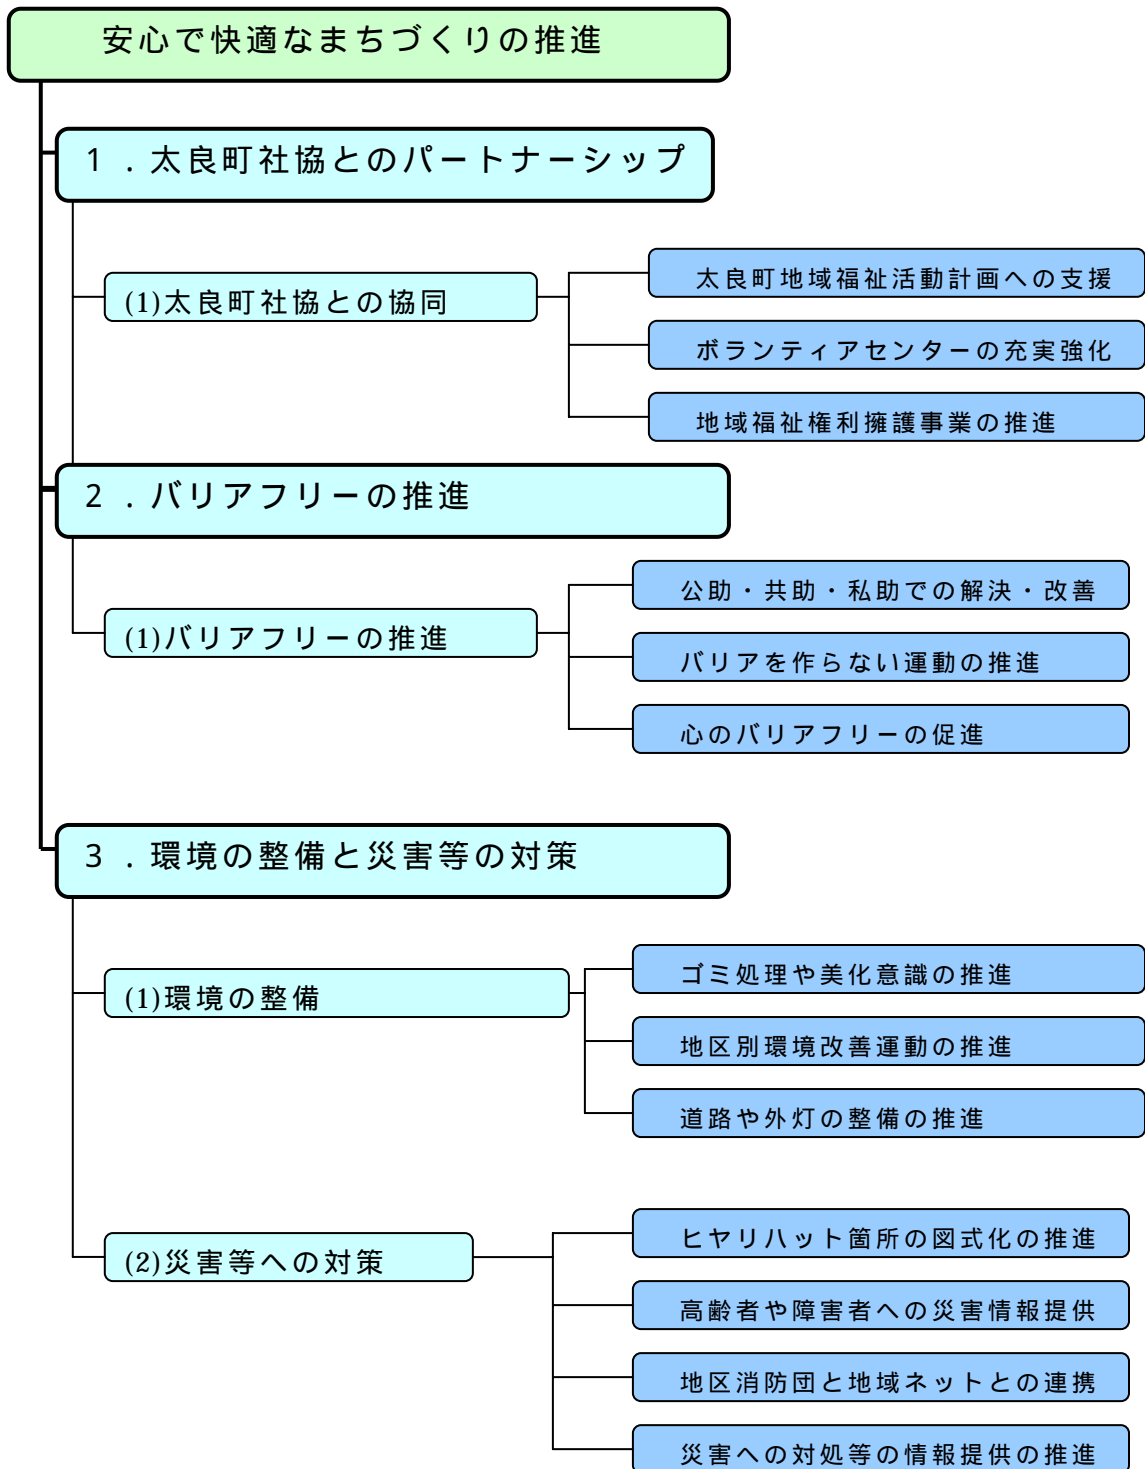 安心で快適なまちづくりの推進
1．太良町社協とのパートナーシップ
(1)太良町社協との協同
太良町地域福祉活動計画への支援
ボランティアセンターの充実強化
地域福祉権利擁護事業の推進
2．バリアフリーの推進
(1)バリアフリーの推進
公助・共助・私助での解決・改善
バリアを作らない運動の推進
心のバリアフリーの促進
3．環境の整備と災害等の対策
(1)環境の整備
ゴミ処理や美化意識の推進
地区別環境改善運動の推進
道路や外灯の整備の推進
(2)災害等への対策
ヒヤリハット箇所の図式化の推進
高齢者や障害者への災害情報提供
地区消防団と地域ネットとの連携
災害への対処等の情報提供の推進